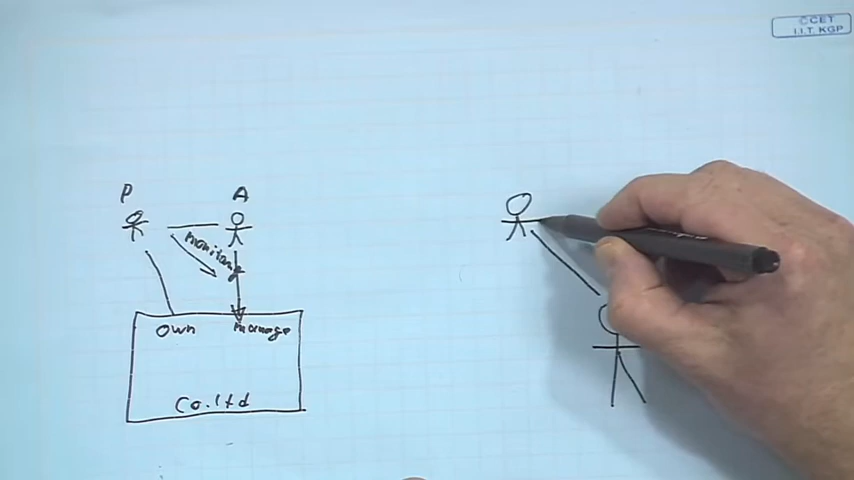 ©CET
I.I.T. KGP
P A
monitoring
Own manage
Co.ltd